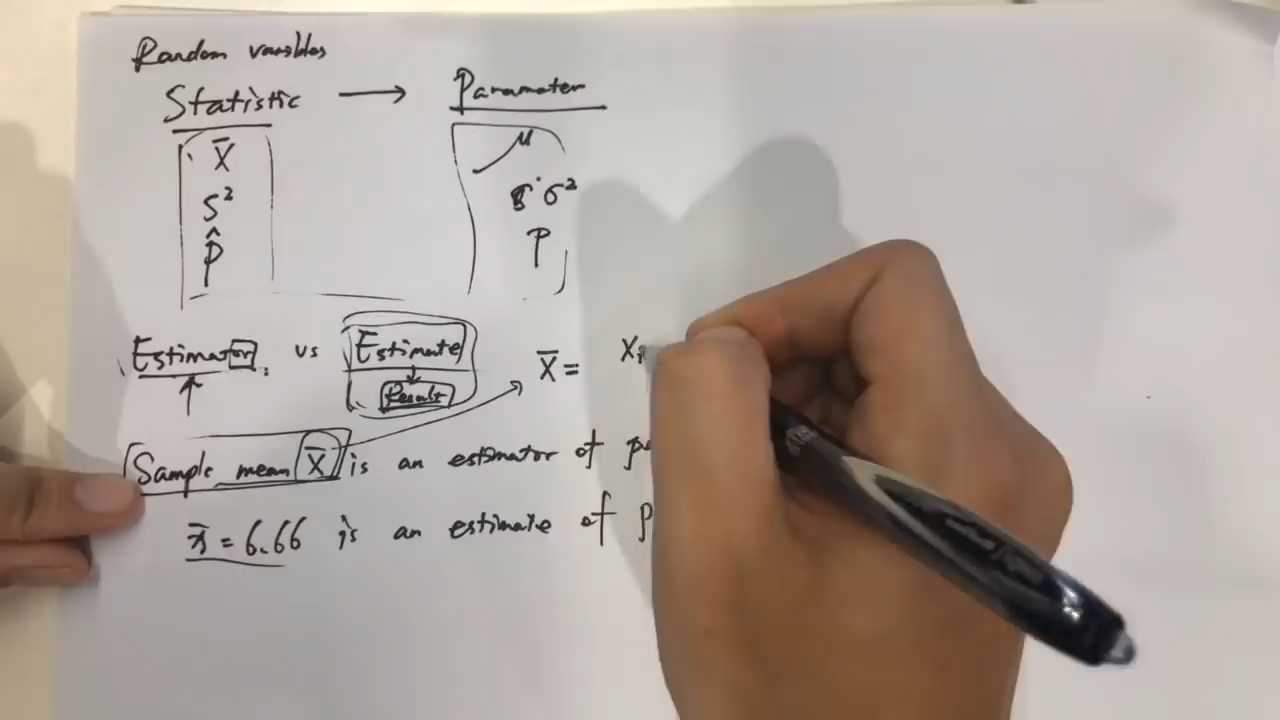 Random variables
Statistic → Parameter
X̄ μ
S² σ²
p̂ p
Estimator vs Estimate
Result
X̄ = X
Sample mean X̄ is an estimator of
x̄ = 6.66 is an estimate of